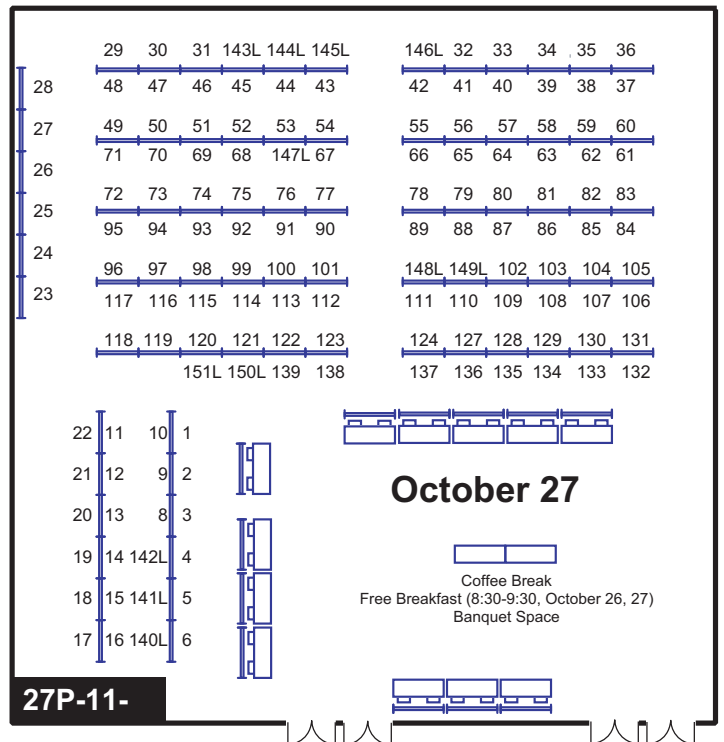 29 30 31 143L 144L 145L 146L 32 33 34 35 36
28 48 47 46 45 44 43 42 41 40 39 38 37
27 49 50 51 52 53 54 55 56 57 58 59 60
26 71 70 69 68 147L 67 66 65 64 63 62 61
25 72 73 74 75 76 77 78 79 80 81 82 83
24 95 94 93 92 91 90 89 88 87 86 85 84
23 96 97 98 99 100 101 148L 149L 102 103 104 105
117 116 115 114 113 112 111 110 109 108 107 106
118 119 120 121 122 123 124 127 128 129 130 131
151L 150L 139 138 137 136 135 134 133 132
22 11 10 1
21 12 9 2
20 13 8 3
19 14 142L 4
18 15 141L 5
17 16 140L 6
October 27
Coffee Break
Free Breakfast (8:30-9:30, October 26, 27)
Banquet Space
27P-11-